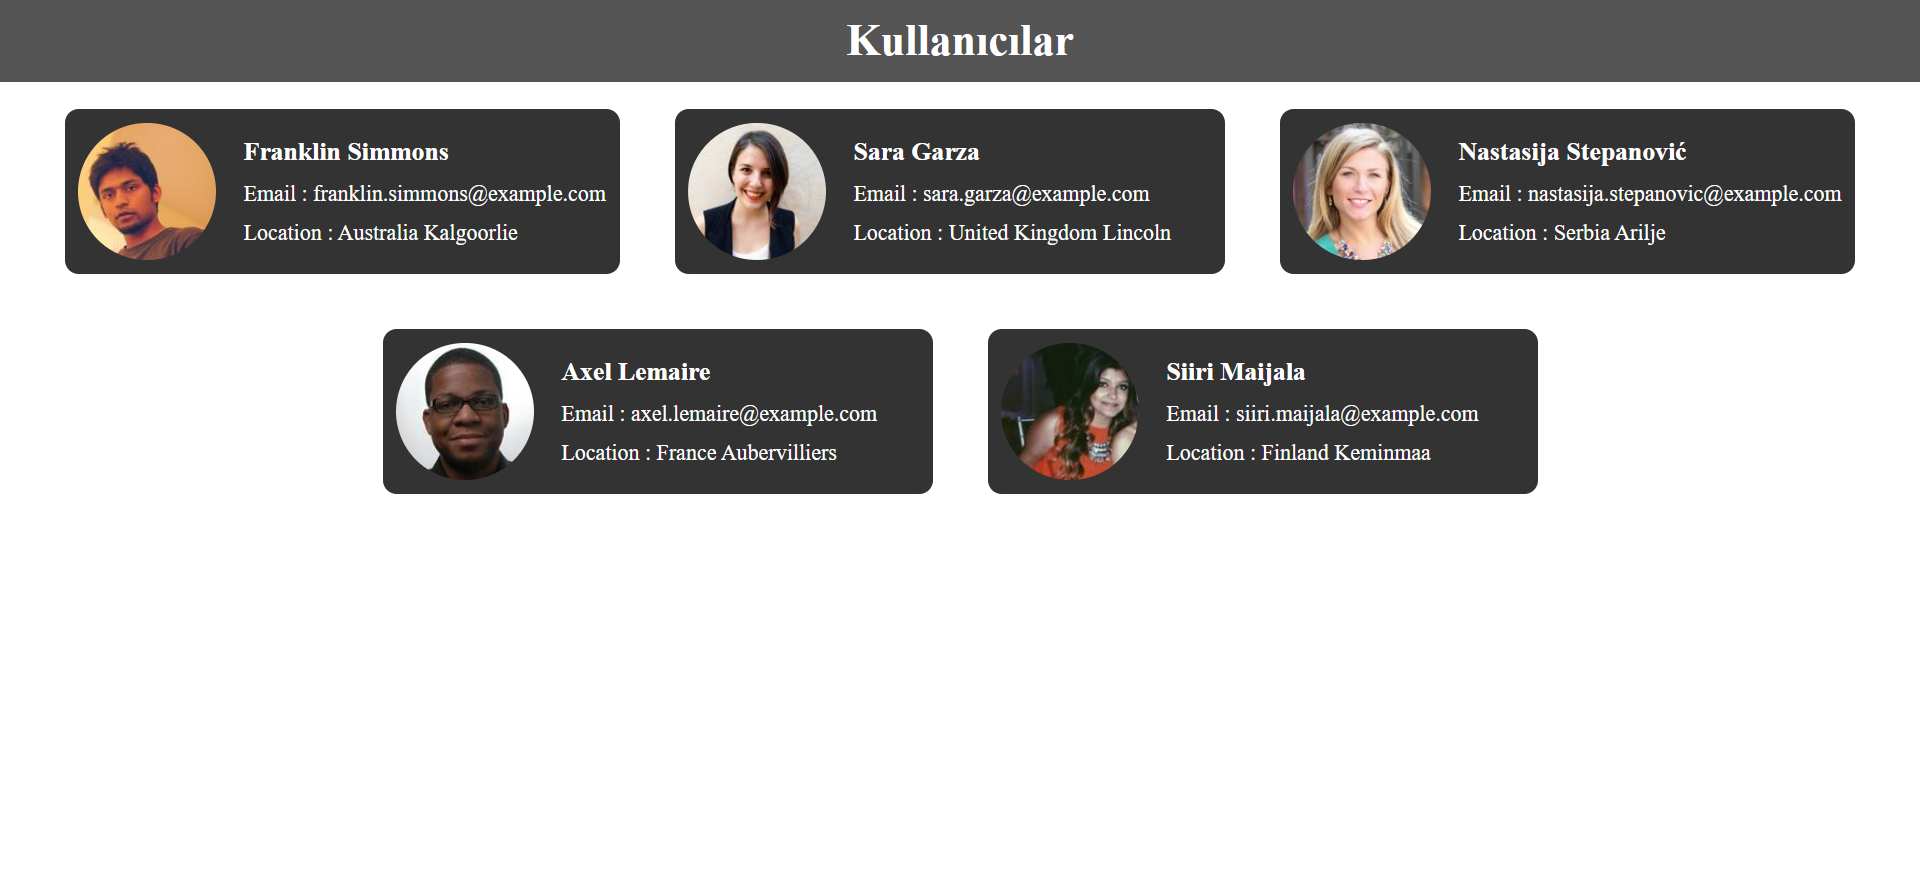 Kullanıcılar
Franklin Simmons
Email : franklin.simmons@example.com
Location : Australia Kalgoorlie
Sara Garza
Email : sara.garza@example.com
Location : United Kingdom Lincoln
Nastasija Stepanović
Email : nastasija.stepanovic@example.com
Location : Serbia Arilje
Axel Lemaire
Email : axel.lemaire@example.com
Location : France Aubervilliers
Siiri Maijala
Email : siiri.maijala@example.com
Location : Finland Keminmaa